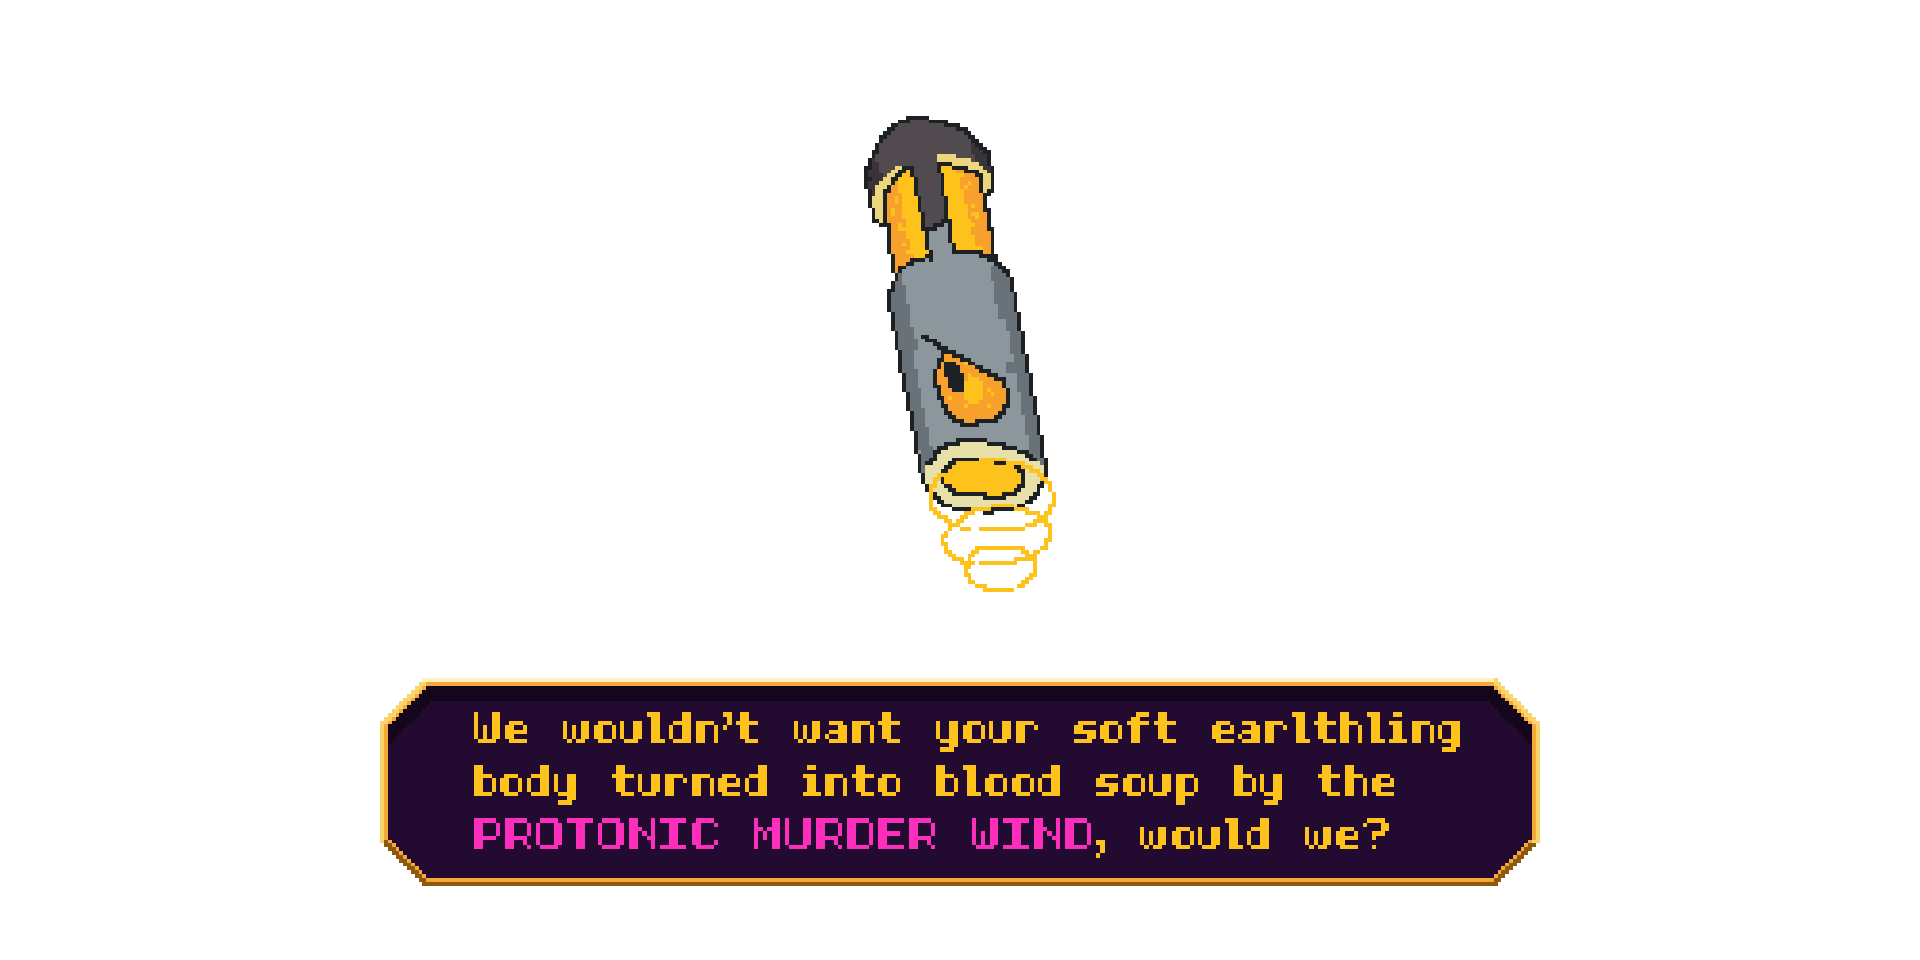 We wouldn't want your soft earlthling
body turned into blood soup by the
PROTONIC MURDER WIND, would we?